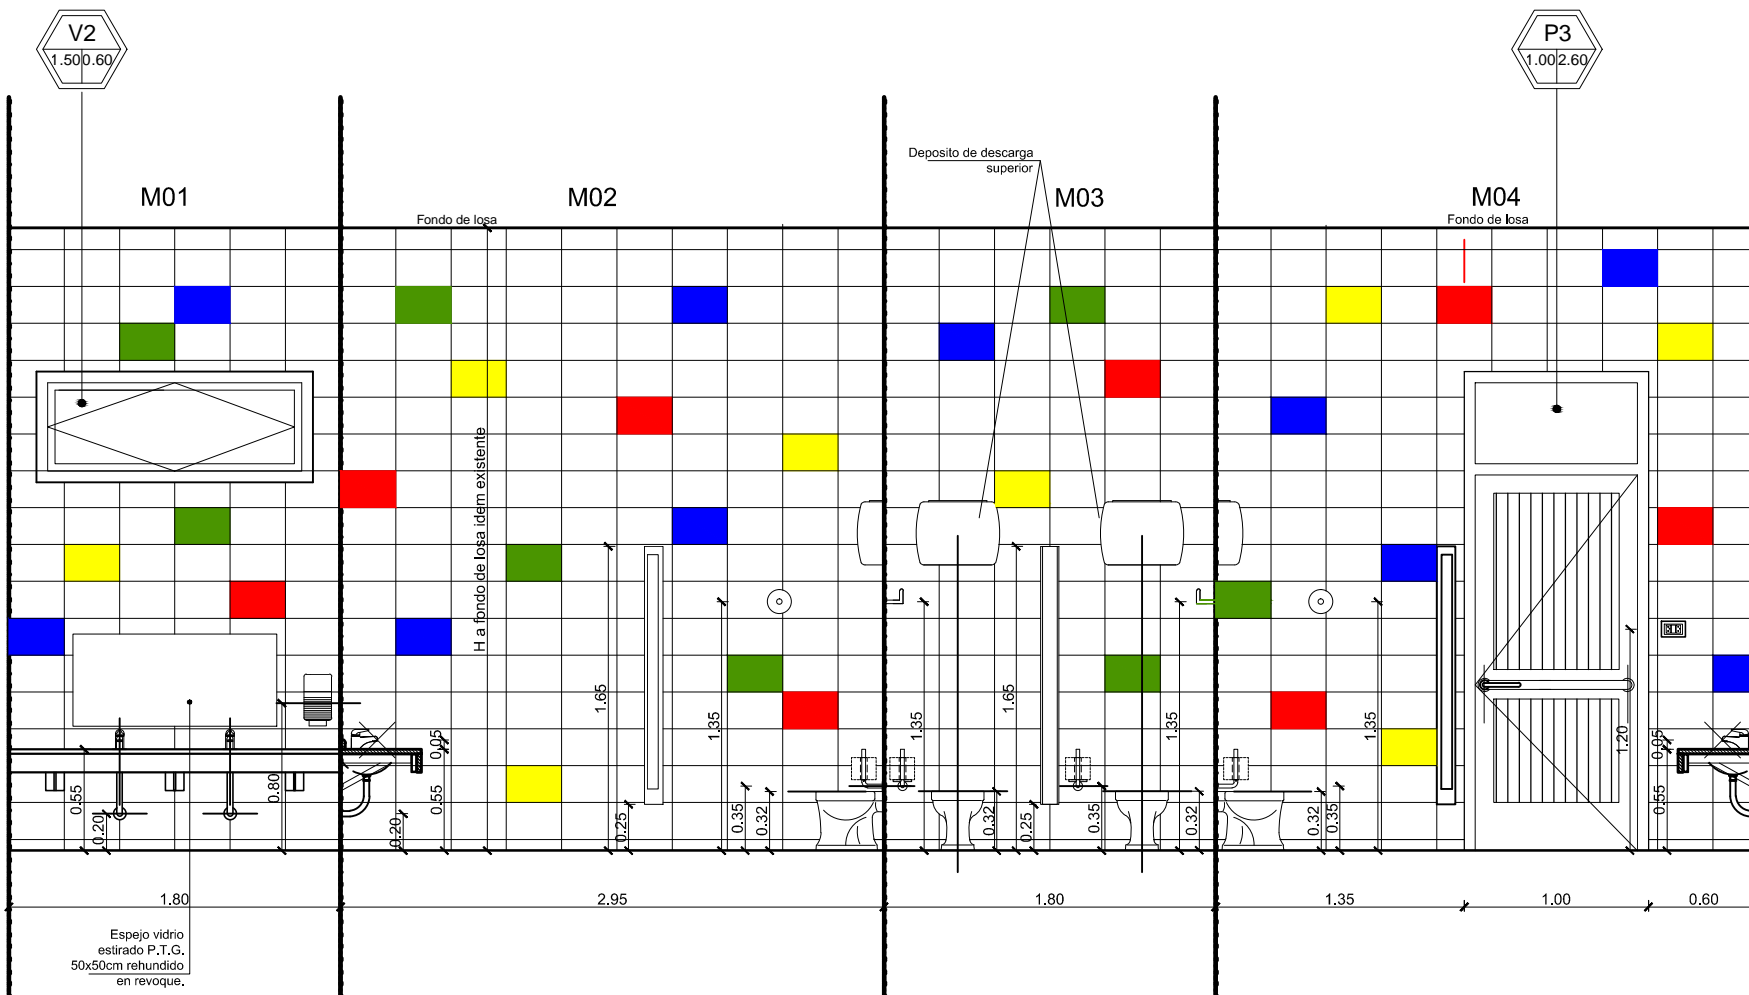 V2
1.50 0.60
P3
1.00 2.60
Deposito de descarga
superior
M01
M02
M03
M04
Fondo de losa
Fondo de losa
H a fondo de losa idem existente
0.55
0.20
0.80
0.20
0.55
0.05
1.65
0.25
1.35
0.35
0.32
1.35
0.32
1.65
0.25
0.35
1.35
0.32
0.32
0.35
1.35
1.20
0.05
0.55
1.80
2.95
1.80
1.35
1.00
0.60
Espejo vidrio
estirado P.T.G.
50x50cm rehundido
en revoque.